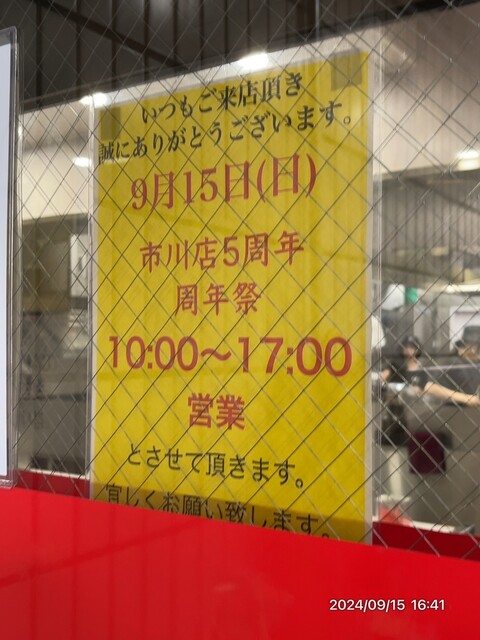 いつもご来店頂き
誠にありがとうございます。
9月15日(日)
市川店5周年
周年祭
10:00～17:00
営業
とさせて頂きます。
宜しくお願い致します。
2024/09/15 16:41